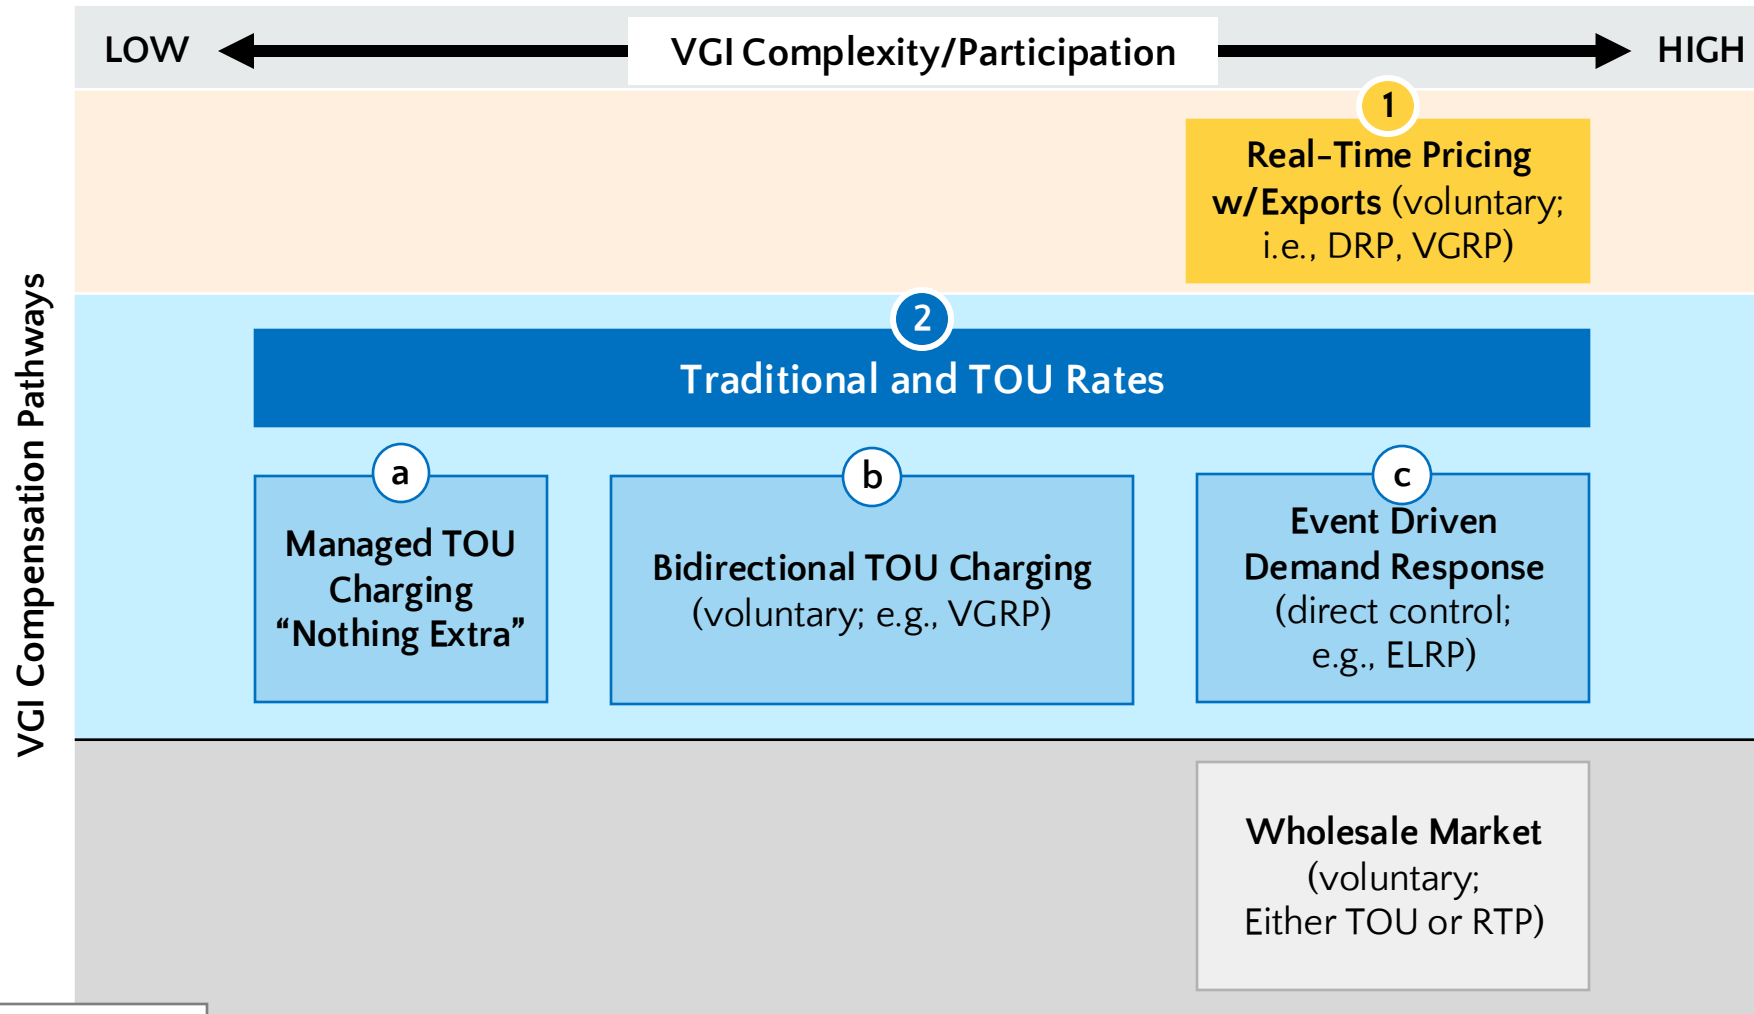 LOW
VGI Complexity/Participation
HIGH
VGI Compensation Pathways
1
Real-Time Pricing
w/Exports (voluntary;
i.e., DRP, VGRP)
2
Traditional and TOU Rates
a
Managed TOU
Charging
“Nothing Extra”
b
Bidirectional TOU Charging
(voluntary; e.g., VGRP)
c
Event Driven
Demand Response
(direct control;
e.g., ELRP)
Wholesale Market
(voluntary;
Either TOU or RTP)